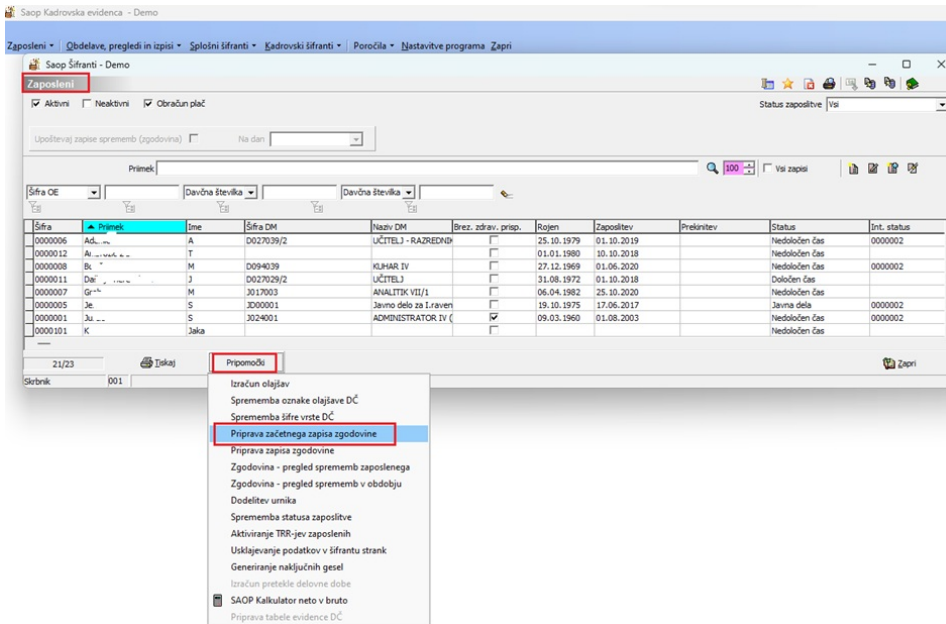 Saop Kadrovska evidenca - Demo
Zaposleni Obdelave, pregledi in izpisi Splošni šifranti Kadrovski šifranti Poročila Nastavitve programa Zapri
Saop Šifranti - Demo
Zaposleni
Aktivni Neaktivni Obračun plač Status zaposlitve Vsi
Upoštevaj zapise sprememb (zgodovina) Na dan
Priimek 100 Vsi zapisi
Šifra OE Davčna številka Davčna številka
Šifra Priimek Ime Šifra DM Naziv DM Brez. zdrav. prisp. Rojen Zaposlitev Prekinitev Status Int. status
0000006 A D027039/2 UČITELJ - RAZREDNIK 25.10.1979 01.10.2019 Nedoločen čas 0000002
0000012 T 01.01.1980 10.10.2018 Nedoločen čas
0000008 M D094039 KUHAR IV 27.12.1969 01.06.2020 Nedoločen čas 0000002
0000011 J D027029/2 UČITELJ 31.08.1972 01.10.2018 Določen čas
0000007 M J017003 ANALITIK VII/1 06.04.1982 25.10.2020 Nedoločen čas
0000005 S JD00001 Javno delo za I.raven 19.10.1975 17.06.2017 Javna dela 0000002
0000001 S J024001 ADMINISTRATOR IV ( 09.03.1960 01.08.2003 Nedoločen čas 0000002
0000101 K Jaka Nedoločen čas
21/23 Tiskaj Pripomočki Zapri
Skrbnik 001
Izračun olajšav
Sprememba oznake olajšave DČ
Sprememba šifre vrste DČ
Priprava začetnega zapisa zgodovine
Priprava zapisa zgodovine
Zgodovina - pregled sprememb zaposlenega
Zgodovina - pregled sprememb v obdobju
Dodelitev urnika
Sprememba statusa zaposlitve
Aktiviranje TRR-jev zaposlenih
Usklajevanje podatkov v šifrantu strank
Generiranje naključnih gesel
Izračun pretekle delovne dobe
SAOP Kalkulator neto v bruto
Priprava tabele evidence DČ